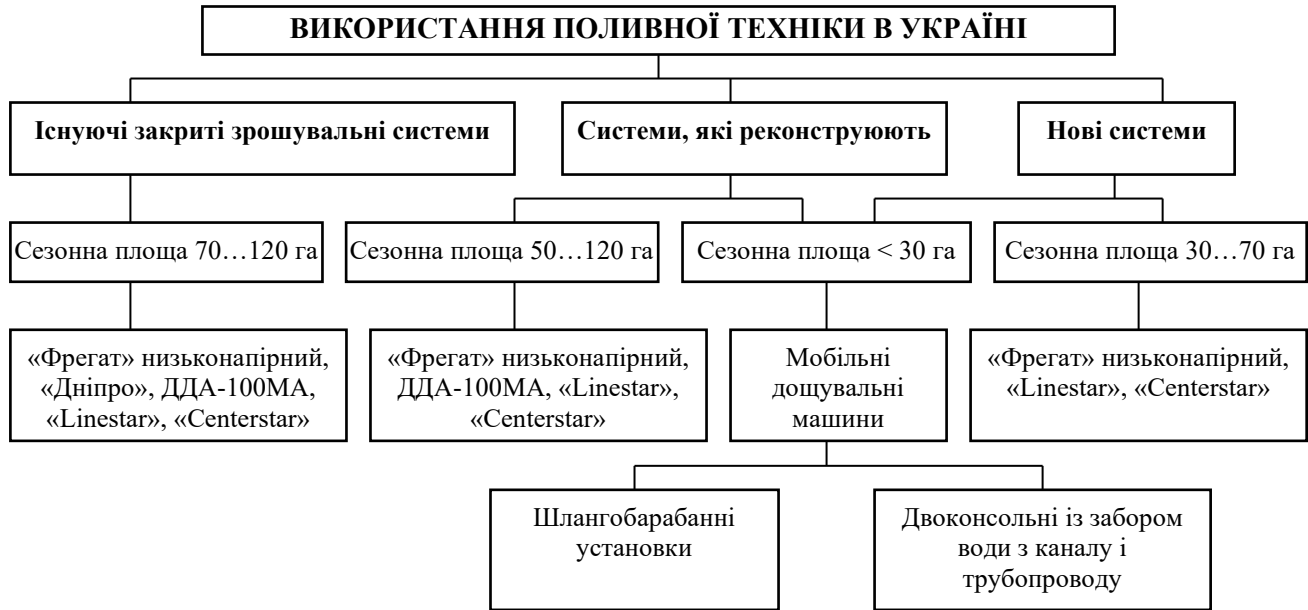 ВИКОРИСТАННЯ ПОЛИВНОЇ ТЕХНІКИ В УКРАЇНІ
Існуючі закриті зрошувальні системи
Системи, які реконструюють
Нові системи
Сезонна площа 70…120 га
Сезонна площа 50…120 га
Сезонна площа < 30 га
Сезонна площа 30…70 га
«Фрегат» низьконапірний,
«Дніпро», ДДА-100МА,
«Linestar», «Centerstar»
«Фрегат» низьконапірний,
ДДА-100МА, «Linestar»,
«Centerstar»
Мобільні
дощувальні
машини
«Фрегат» низьконапірний,
«Linestar», «Centerstar»
Шлангобарабанні
установки
Двоконсольні із забором
води з каналу і
трубопроводу